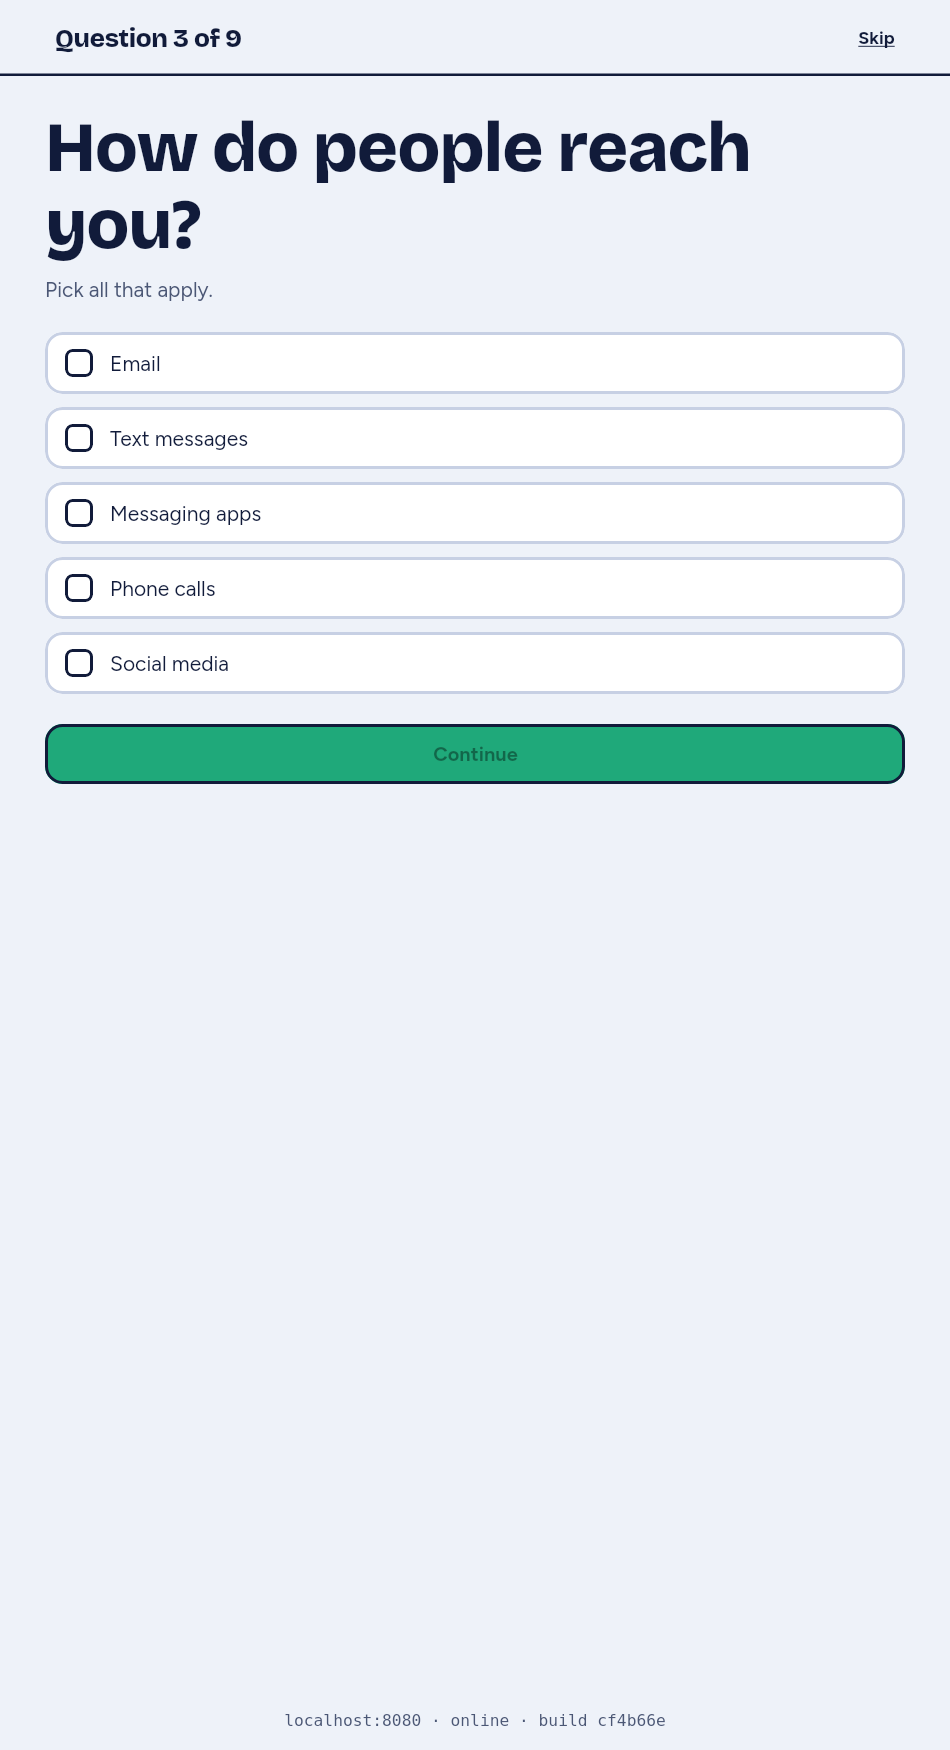 Question 3 of 9
Skip
How do people reach
you?
Pick all that apply.
Email
Text messages
Messaging apps
Phone calls
Social media
Continue
localhost:8080 · online · build cf4b66e